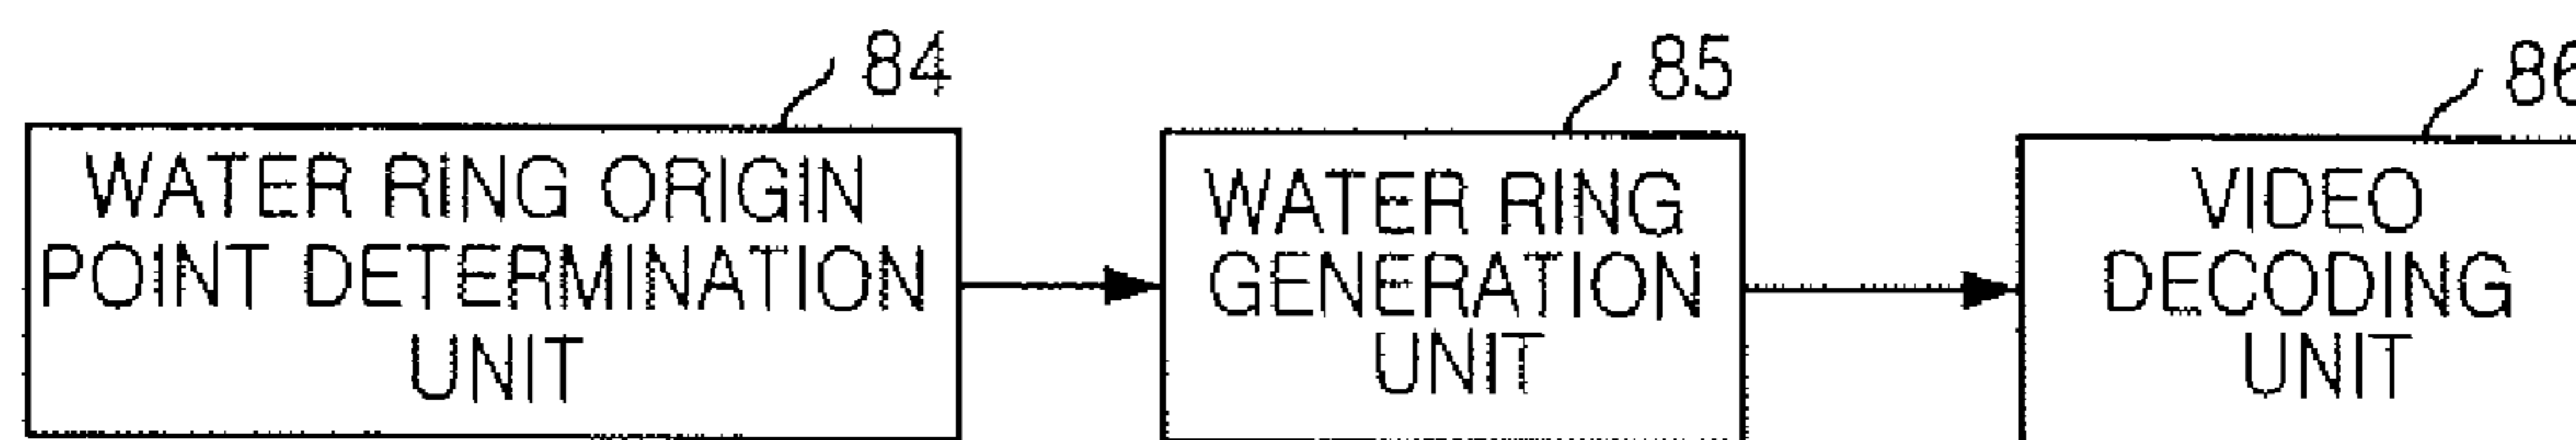 84
WATER RING ORIGIN
POINT DETERMINATION
UNIT
85
WATER RING
GENERATION
UNIT
86
VIDEO
DECODING
UNIT